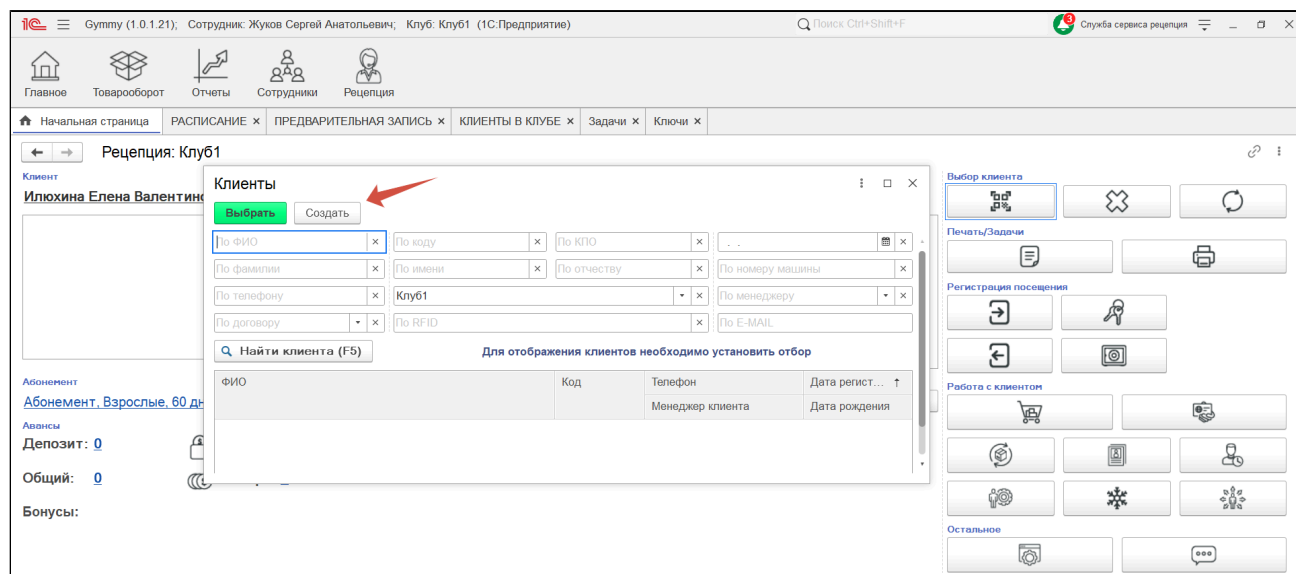 Gymmy (1.0.1.21); Сотрудник: Жуков Сергей Анатольевич; Клуб: Клуб1 (1С:Предприятие)
Поиск Ctrl+Shift+F
3
Служба сервиса рецепция
Главное
Товарооборот
Отчеты
Сотрудники
Рецепция
Начальная страница
РАСПИСАНИЕ ×
ПРЕДВАРИТЕЛЬНАЯ ЗАПИСЬ ×
КЛИЕНТЫ В КЛУБЕ ×
Задачи ×
Ключи ×
Рецепция: Клуб1
Клиент
Илюхина Елена
Клиенты
Выбрать
Создать
По ФИО
По коду
По КПО
. .
По фамилии
По имени
По отчеству
По номеру машины
По телефону
Клуб1
По менеджеру
По договору
По RFID
По E-MAIL
Найти клиента (F5)
Для отображения клиентов необходимо установить отбор
ФИО
Код
Телефон
Дата регист... ↑
Менеджер клиента
Дата рождения
Абонемент
Абонемент, Взрослые, 60
Авансы
Депозит: 0
Общий: 0
Бонусы:
Выбор клиента
Печать/Задачи
Регистрация посещения
Работа с клиентом
Остальное